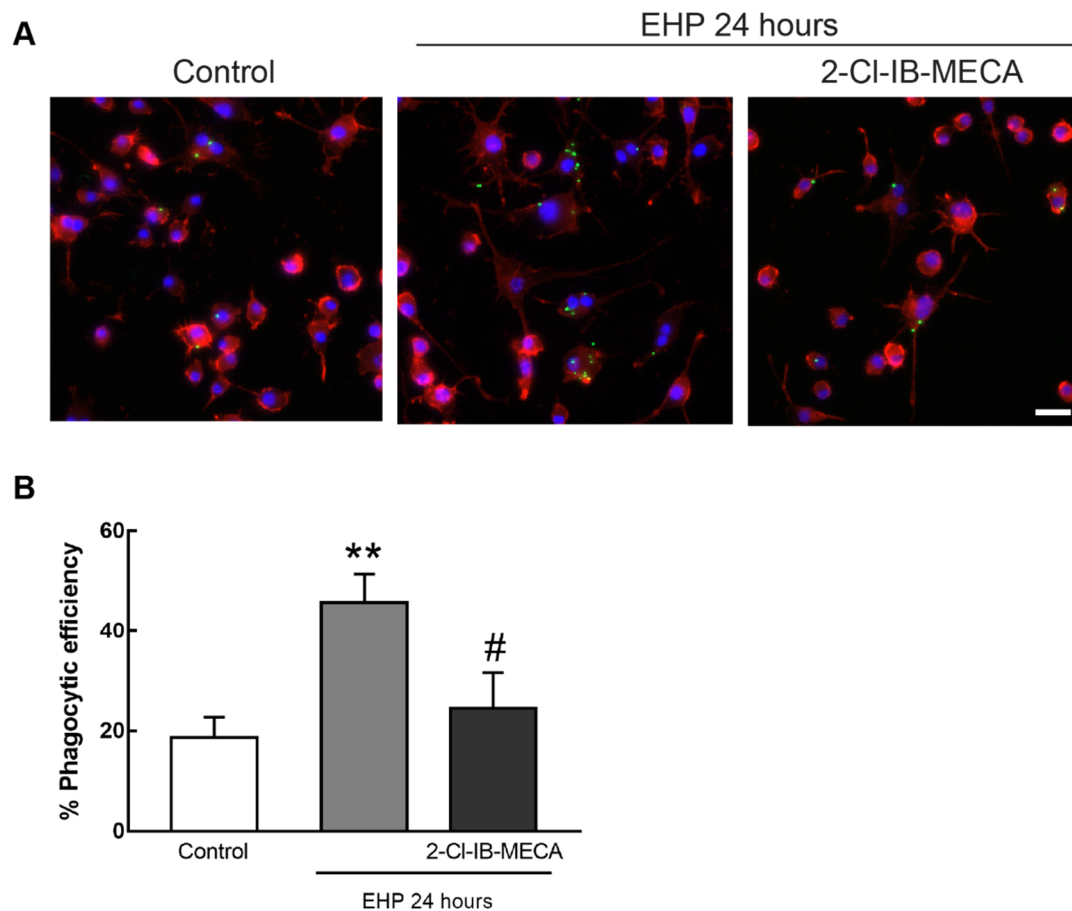 A
EHP 24 hours
Control
2-Cl-IB-MECA
B
% Phagocytic efficiency
60
40
20
0
**
#
Control
2-Cl-IB-MECA
EHP 24 hours